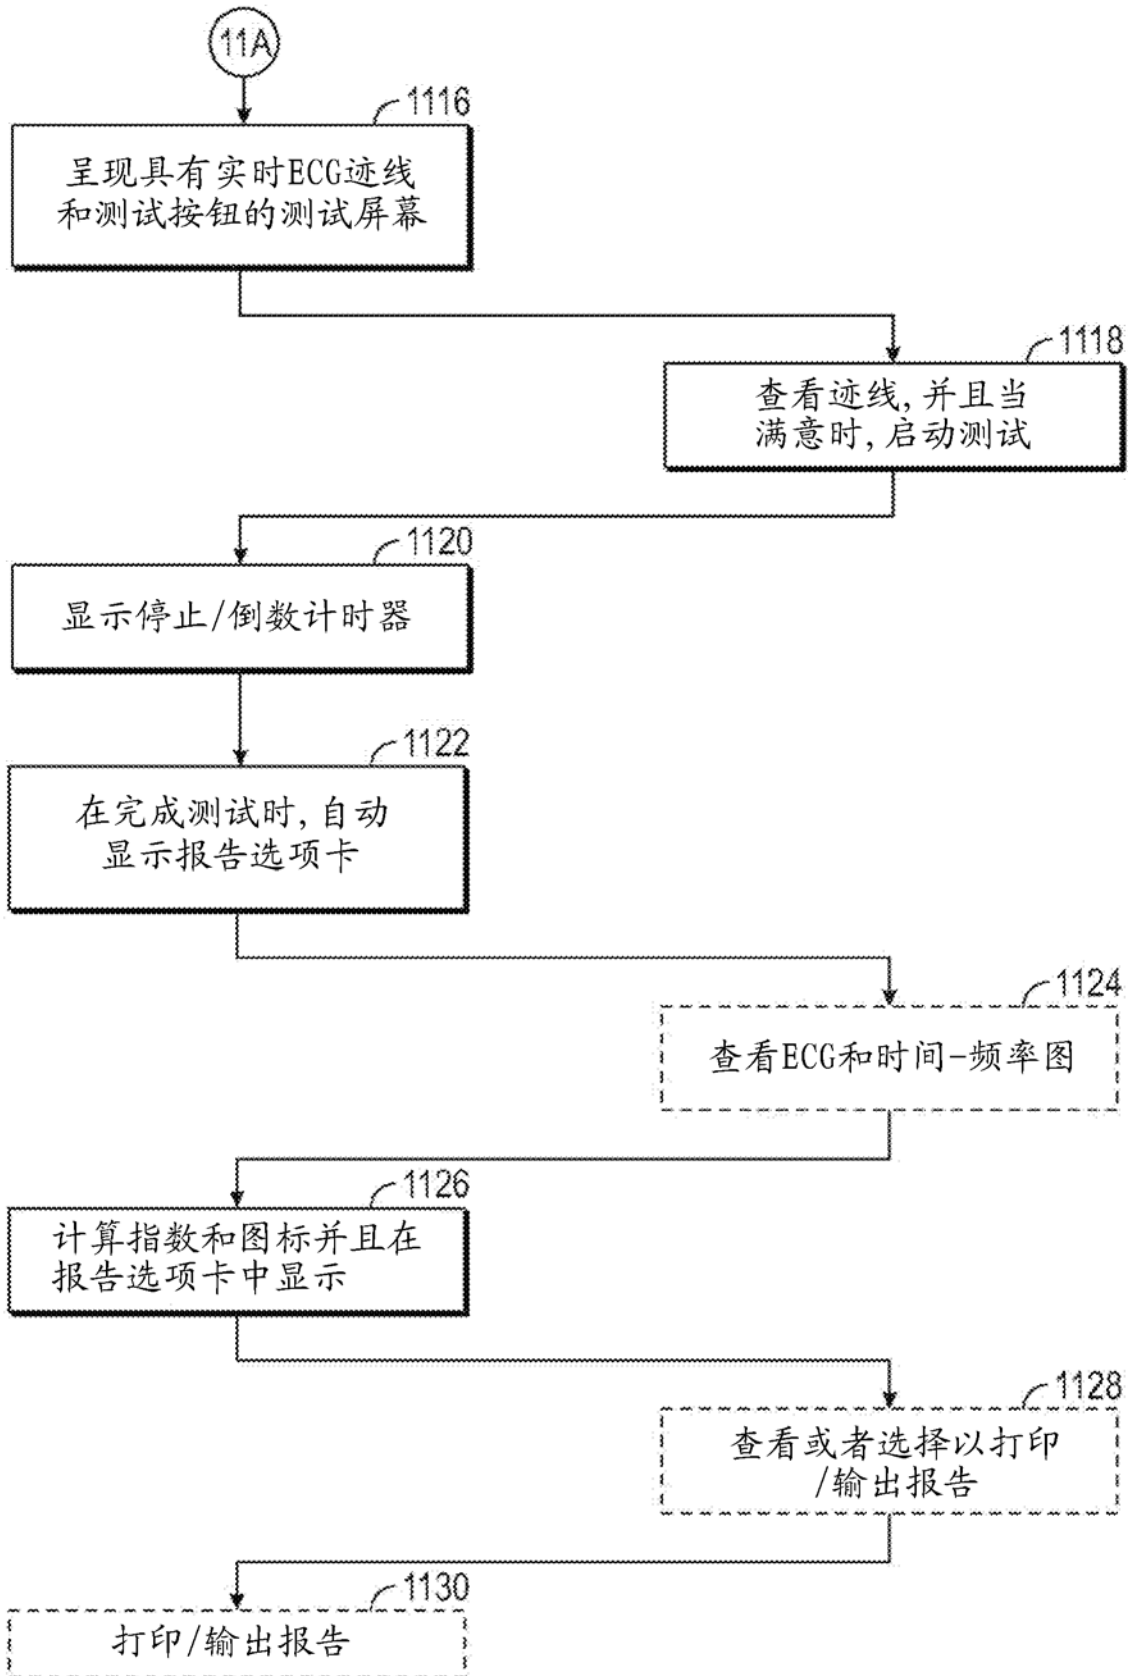 11A
1116
呈现具有实时ECG迹线
和测试按钮的测试屏幕
1118
查看迹线,并且当
满意时,启动测试
1120
显示停止/倒数计时器
1122
在完成测试时,自动
显示报告选项卡
1124
查看ECG和时间-频率图
1126
计算指数和图标并且在
报告选项卡中显示
1128
查看或者选择以打印
/输出报告
1130
打印/输出报告